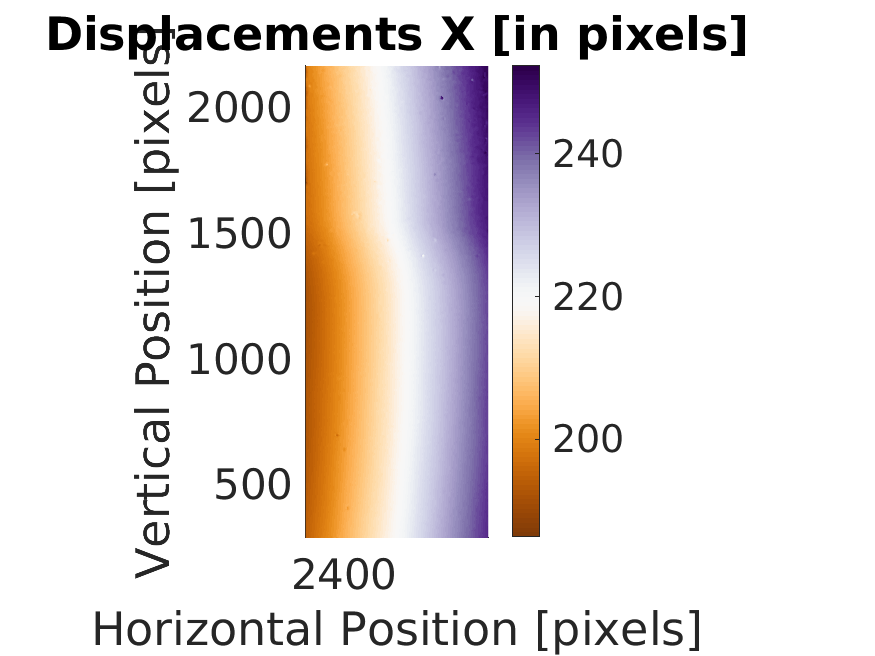 Displacements X [in pixels]
Vertical Position [pixels]
2000
1500
1000
500
240
220
200
2400
Horizontal Position [pixels]